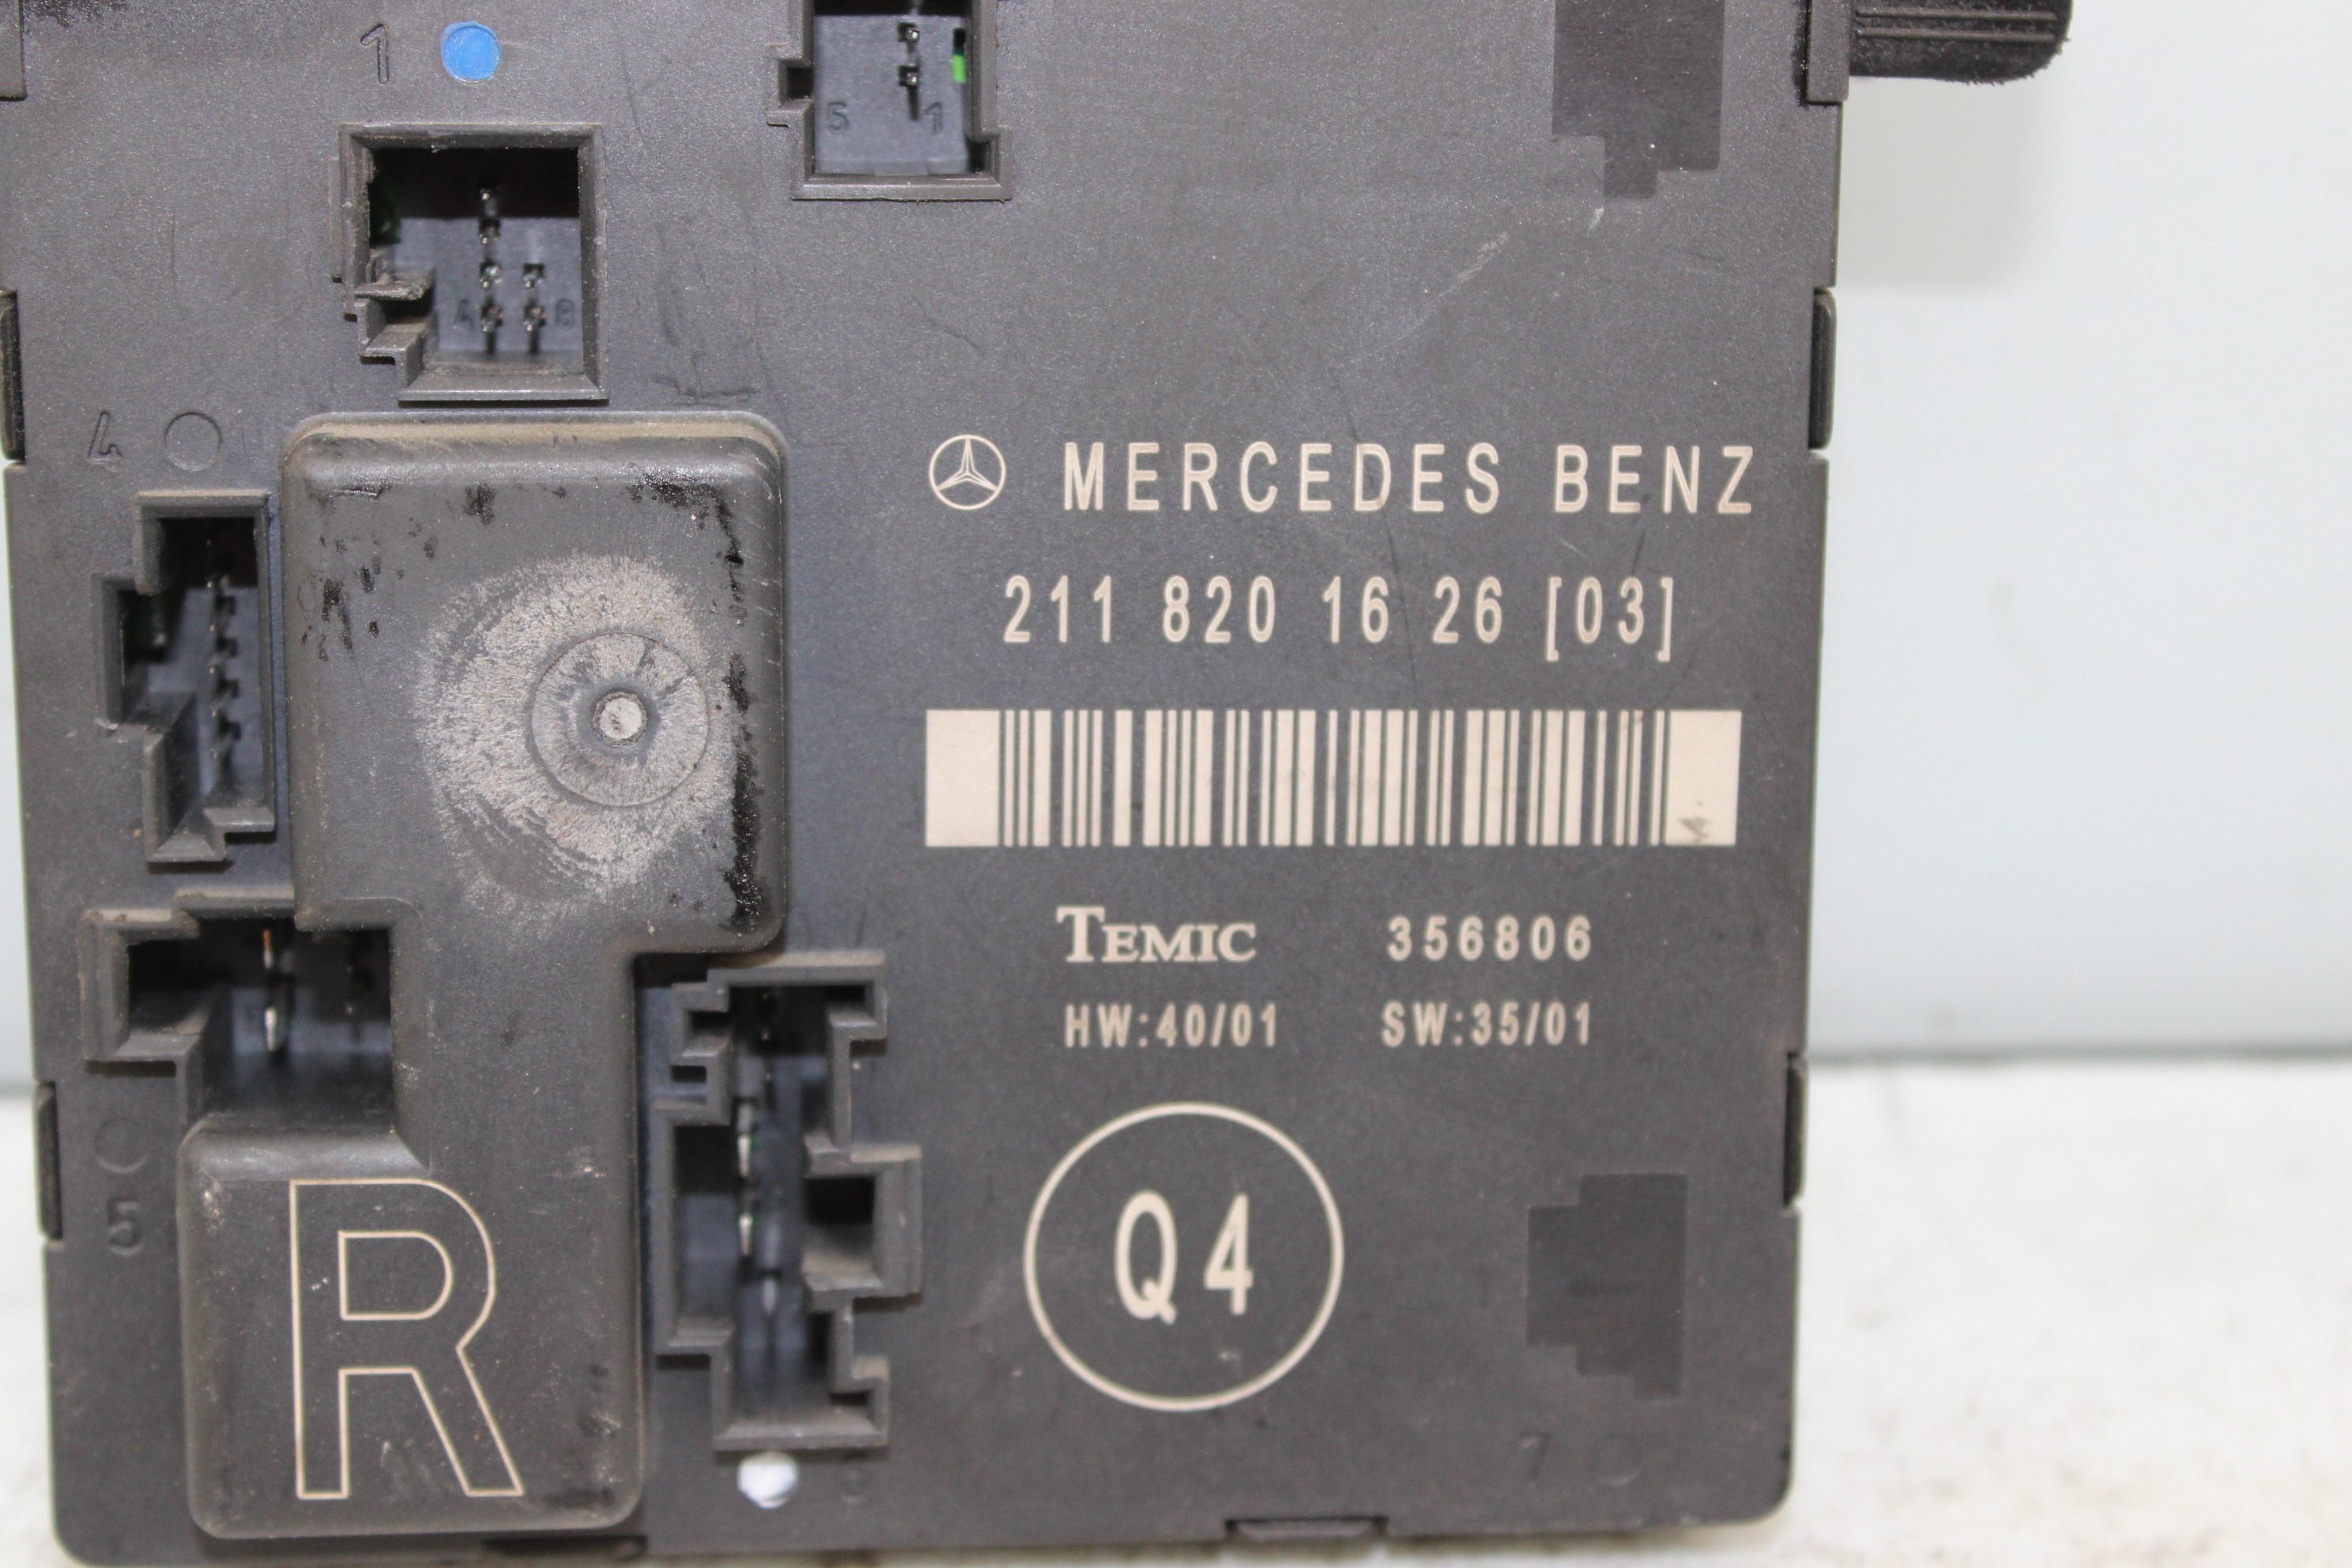 1
5 1
4 8
4
MERCEDES BENZ
211 820 16 26 [03]
TEMIC 356806
HW:40/01 SW:35/01
5
Q4
R
7